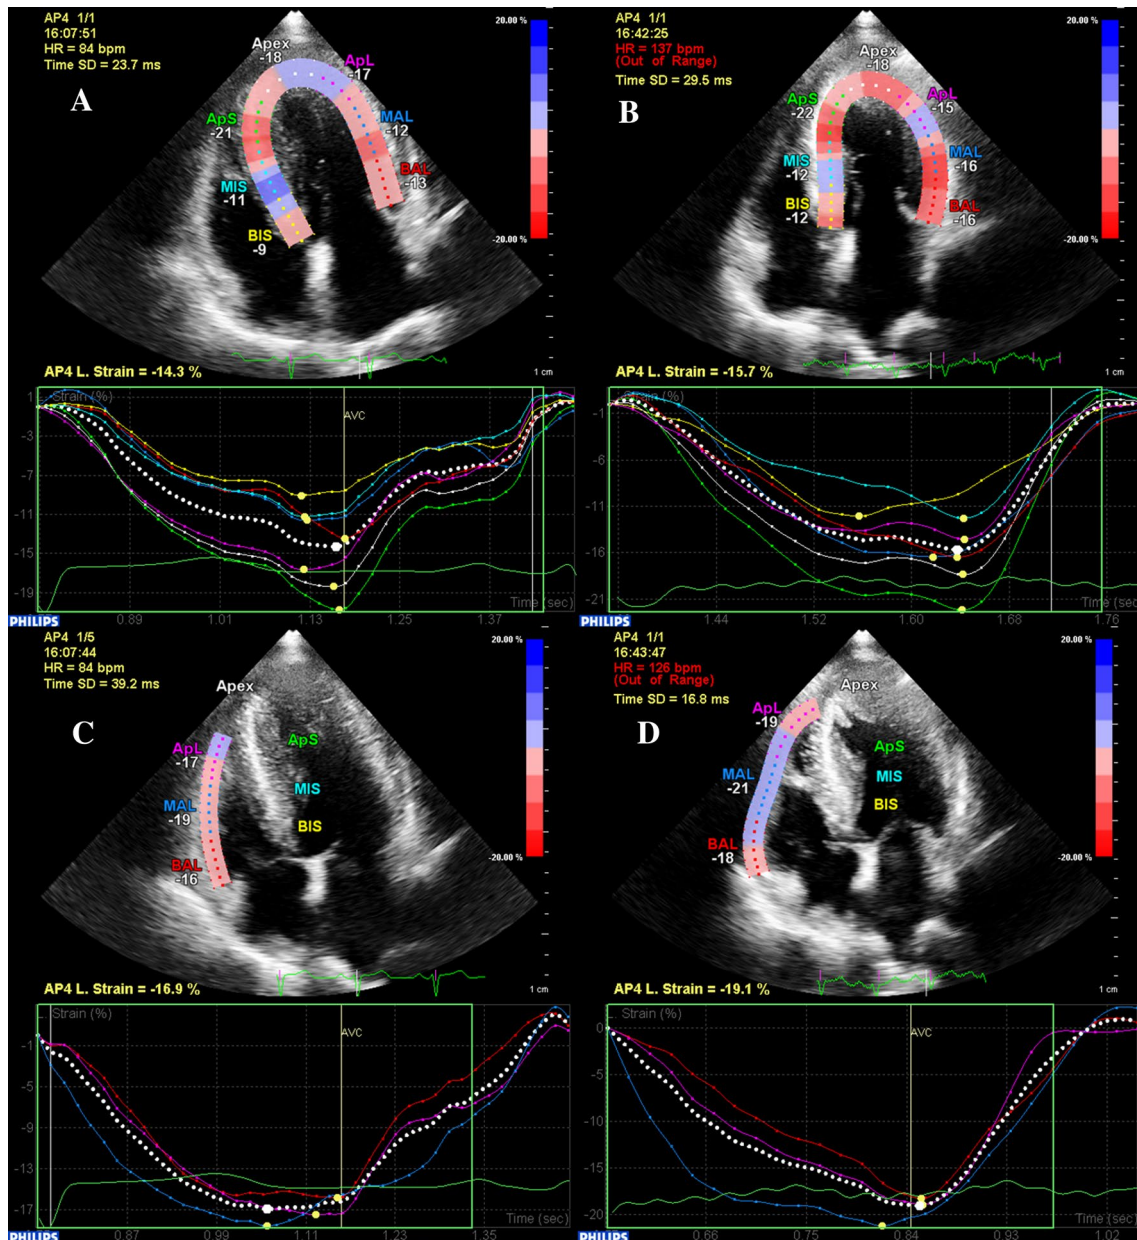 AP4 1/1
16:07:51
HR = 84 bpm
Time SD = 23.7 ms
A
20.00 %
-20.00 %
Apex
-18
ApL
-17
ApS
-21
MAL
-12
MIS
-11
BAL
-13
BIS
-9
AP4 L. Strain = -14.3 %
1 cm
Strain (%)
AVC
1
-3
-7
-11
-15
-19
Time (sec)
0.89 1.01 1.13 1.25 1.37
PHILIPS
AP4 1/1
16:42:25
HR = 137 bpm
(Out of Range)
Time SD = 29.5 ms
B
20.00 %
-20.00 %
Apex
-18
ApS
-22
ApL
-15
MIS
-12
MAL
-16
BIS
-12
BAL
-16
AP4 L. Strain = -15.7 %
1 cm
Strain (%)
-1
-6
-11
-16
-21
Time (sec)
1.44 1.52 1.60 1.68 1.76
PHILIPS
AP4 1/5
16:07:44
HR = 84 bpm
Time SD = 39.2 ms
C
20.00 %
-20.00 %
Apex
ApL
-17
ApS
MAL
-19
MIS
BIS
BAL
-16
AP4 L. Strain = -16.9 %
1 cm
Strain (%)
AVC
-1
-5
-9
-13
-17
Time (sec)
0.87 0.99 1.11 1.23 1.35
PHILIPS
AP4 1/1
16:43:47
HR = 126 bpm
(Out of Range)
Time SD = 16.8 ms
D
20.00 %
-20.00 %
Apex
ApL
-19
ApS
MAL
-21
MIS
BIS
BAL
-18
AP4 L. Strain = -19.1 %
1 cm
Strain (%)
AVC
0
-5
-10
-15
-20
Time (sec)
0.66 0.75 0.84 0.93 1.02
PHILIPS